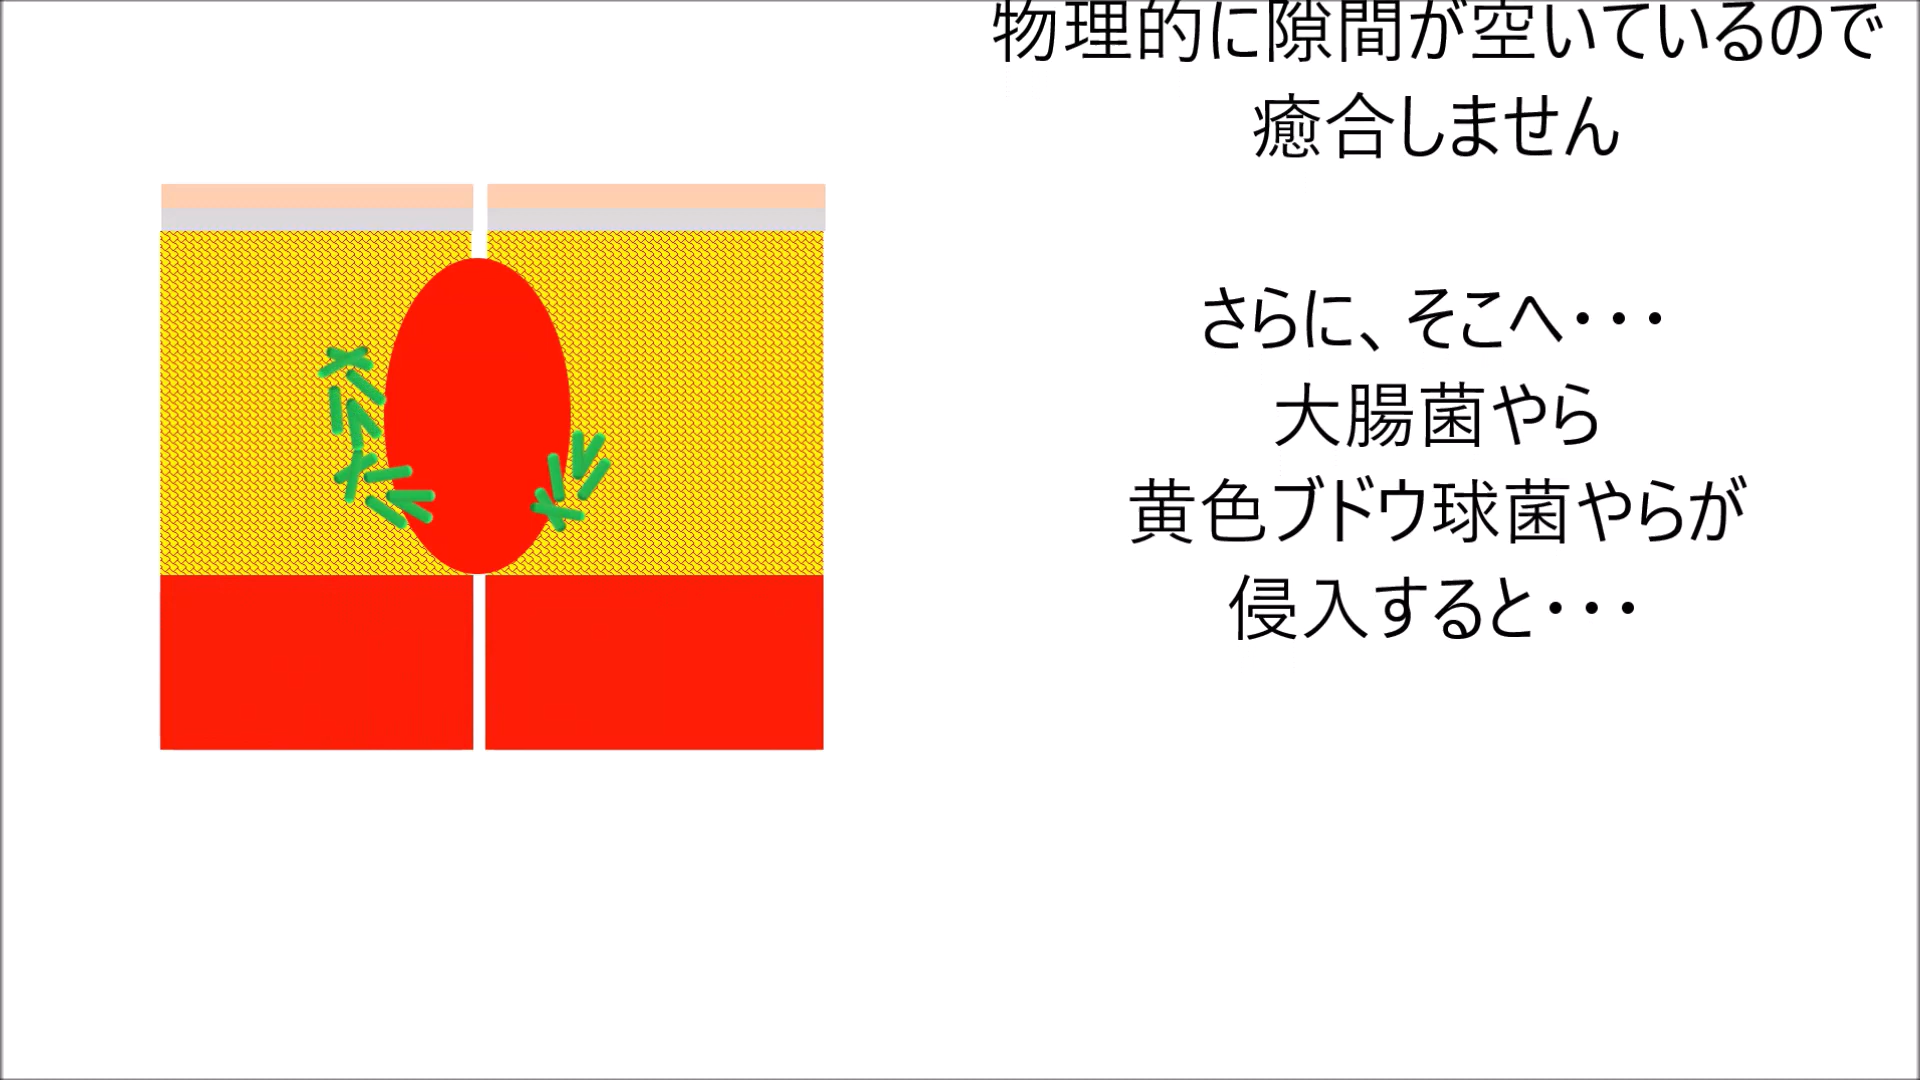 物理的に隙間が空いているので
癒合しません
さらに、そこへ・・・
大腸菌やら
黄色ブドウ球菌やらが
侵入すると・・・